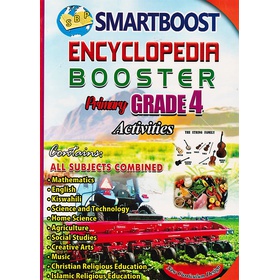 SBP
SMARTBOOST
ENCYCLOPEDIA
BOOSTER
Primary GRADE 4
Activities
Contains:
ALL SUBJECTS COMBINED
THE STRING FAMILY
• Mathematics
• English
• Kiswahili
• Science and Technology
• Home Science
• Agriculture
• Social Studies
• Creative Arts
• Music
• Christian Religious Education
• Islamic Religious Education